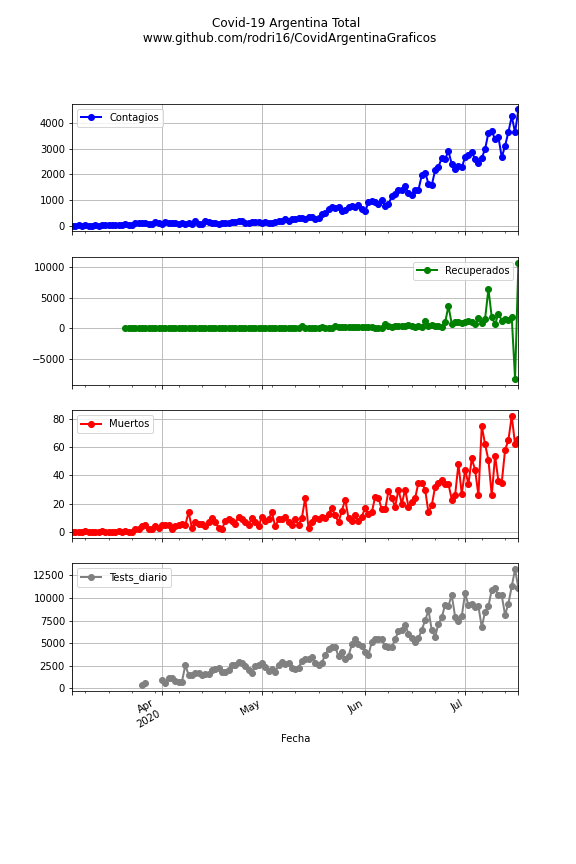 Covid-19 Argentina Total
www.github.com/rodri16/CovidArgentinaGraficos
4000
3000
2000
1000
0
Contagios
10000
5000
0
−5000
Recuperados
80
60
40
20
0
Muertos
12500
10000
7500
5000
2500
0
Tests_diario
Apr
2020
May
Jun
Jul
Fecha